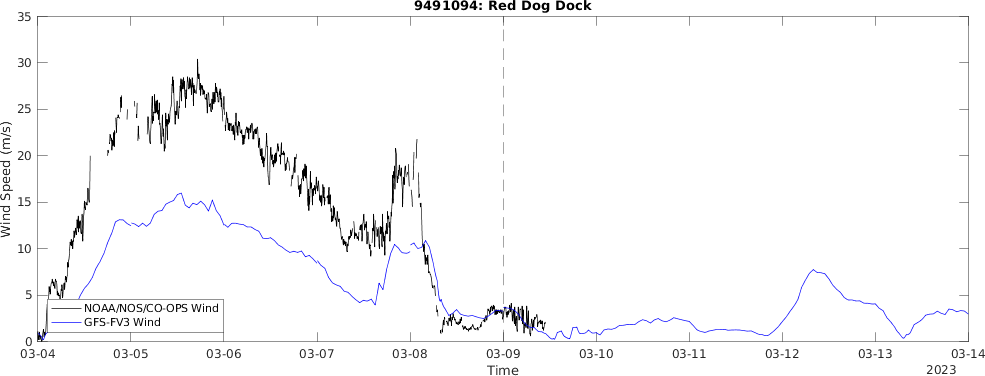 9491094: Red Dog Dock
35
30
25
20
15
10
5
0
Wind Speed (m/s)
NOAA/NOS/CO-OPS Wind
GFS-FV3 Wind
03-04 03-05 03-06 03-07 03-08 03-09 03-10 03-11 03-12 03-13 03-14
Time
2023